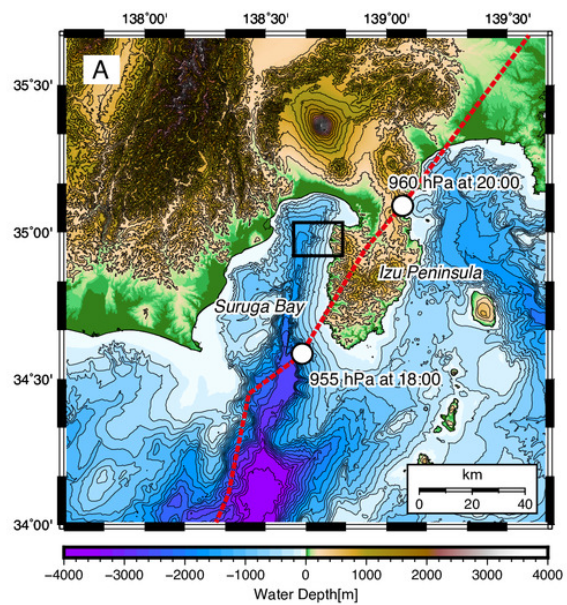 138°00' 138°30' 139°00' 139°30'
A
35°30'
960 hPa at 20:00
35°00'
Izu Peninsula
Suruga Bay
34°30'
955 hPa at 18:00
km
0 20 40
34°00'
-4000 -3000 -2000 -1000 0 1000 2000 3000 4000
Water Depth[m]